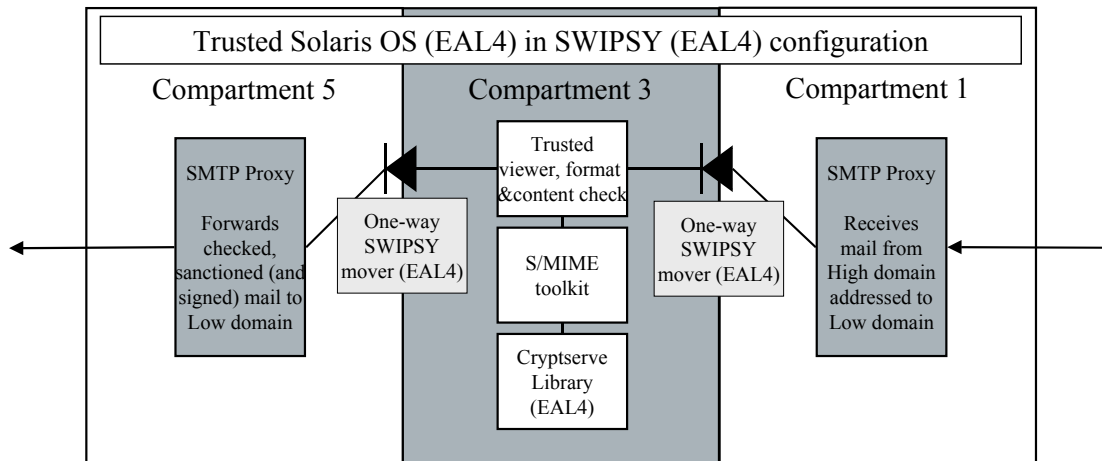 Trusted Solaris OS (EAL4) in SWIPSY (EAL4) configuration
Compartment 5
Compartment 3
Compartment 1
SMTP Proxy
Forwards
checked,
sanctioned (and
signed) mail to
Low domain
One-way
SWIPSY
mover (EAL4)
Trusted
viewer, format
&content check
S/MIME
toolkit
Cryptserve
Library
(EAL4)
One-way
SWIPSY
mover (EAL4)
SMTP Proxy
Receives
mail from
High domain
addressed to
Low domain